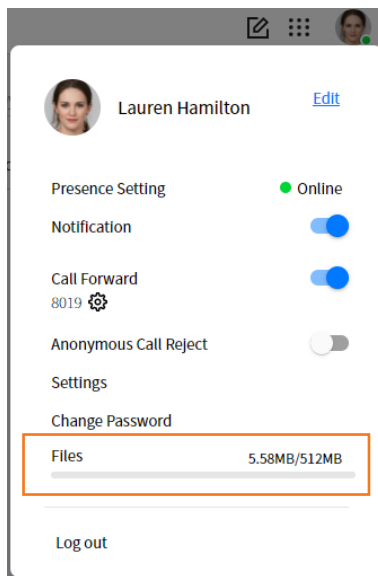 Lauren Hamilton
Edit
Presence Setting
Online
Notification
Call Forward
8019
Anonymous Call Reject
Settings
Change Password
Files
5.58MB/512MB
Log out